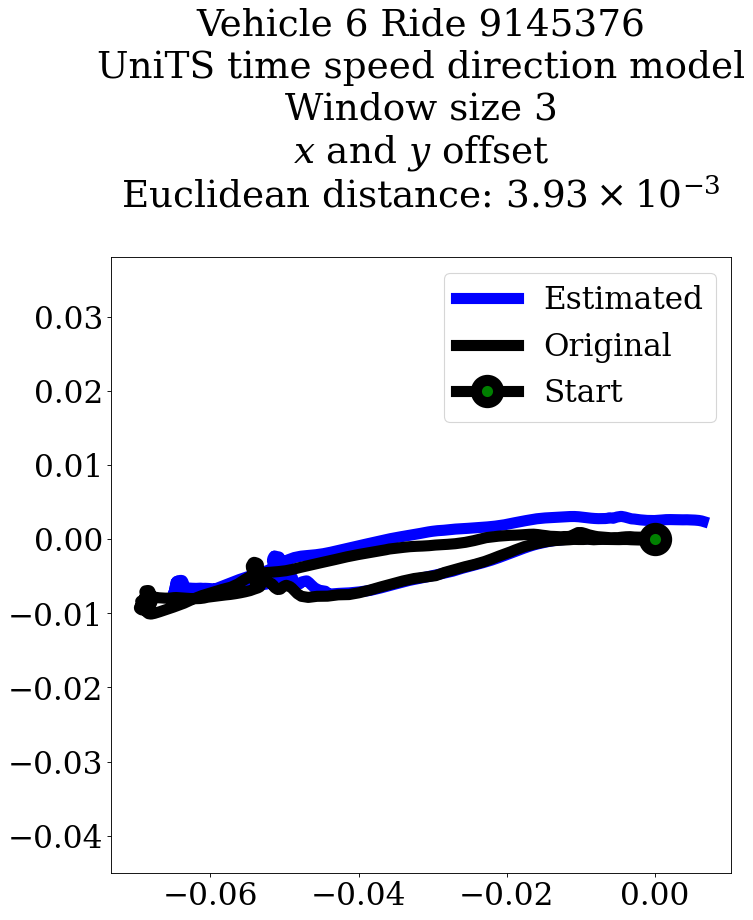 Vehicle 6 Ride 9145376
UniTS time speed direction model
Window size 3
x and y offset
Euclidean distance: 3.93 × 10⁻³
Estimated
Original
Start
0.03
0.02
0.01
0.00
−0.01
−0.02
−0.03
−0.04
−0.06 −0.04 −0.02 0.00